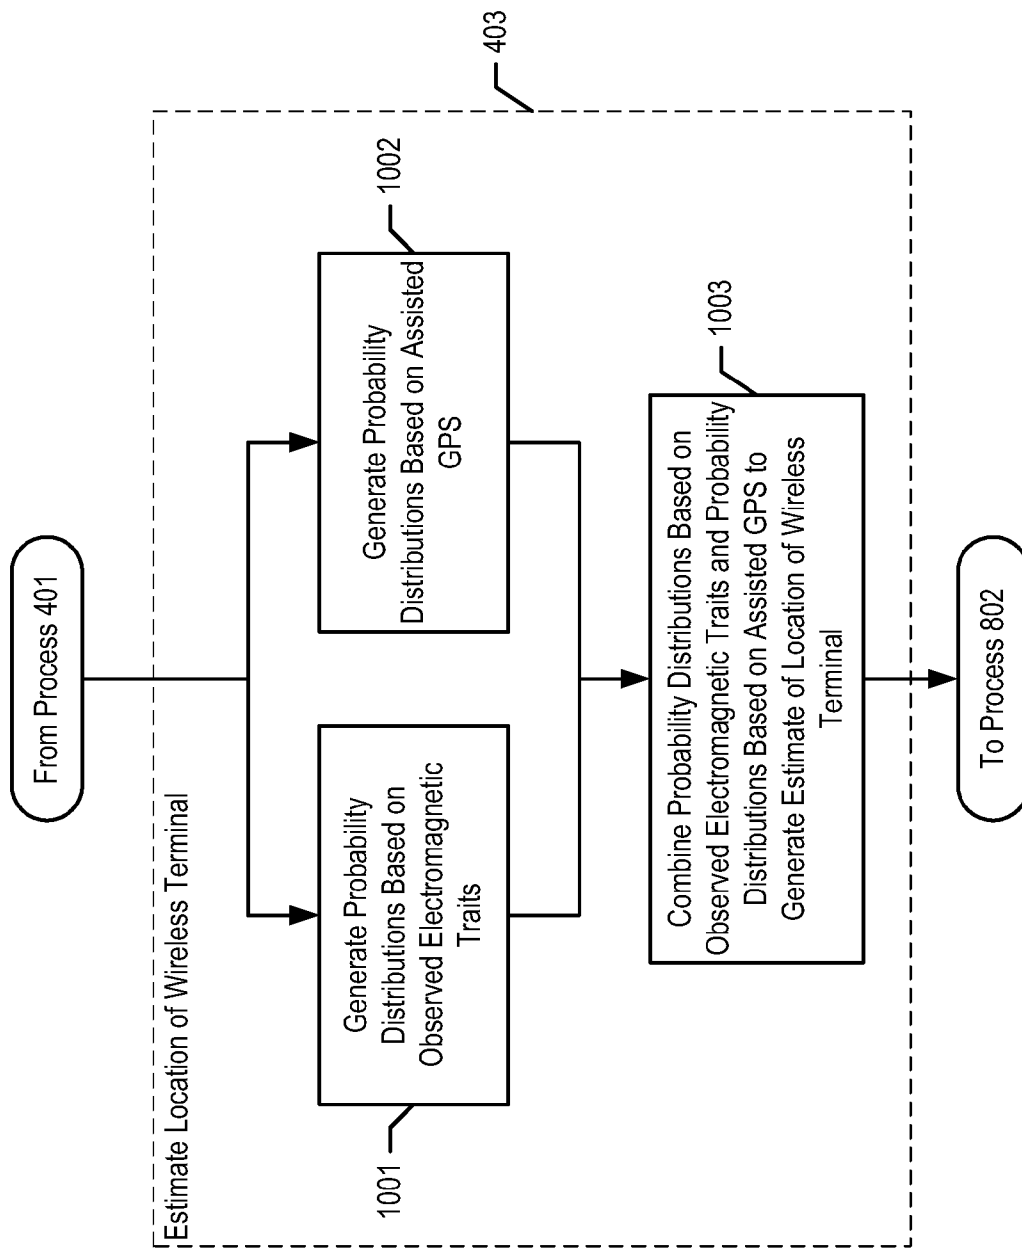 From Process 401
Estimate Location of Wireless Terminal
403
1001
Generate Probability
Distributions Based on
Observed Electromagnetic
Traits
1002
Generate Probability
Distributions Based on Assisted
GPS
1003
Combine Probability Distributions Based on
Observed Electromagnetic Traits and Probability
Distributions Based on Assisted GPS to
Generate Estimate of Location of Wireless
Terminal
To Process 802